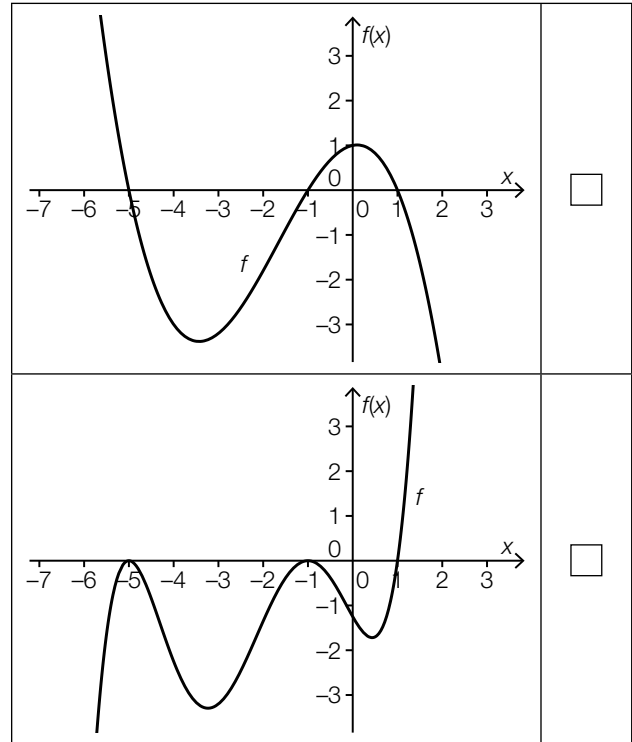 f(x)
3
2
1
0
x
–7 –6 –5 –4 –3 –2 –1 0 1 2 3
–1
f
–2
–3
f(x)
3
2
f
1
0
x
–7 –6 –5 –4 –3 –2 –1 0 1 2 3
–1
–2
–3